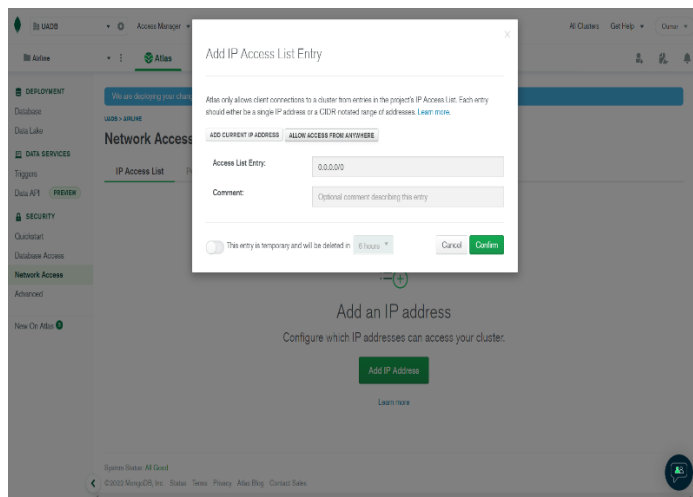 UADB
Access Manager
All Clusters
Get Help
Airline
Atlas
DEPLOYMENT
Database
Data Lake
DATA SERVICES
Triggers
Data API PREVIEW
SECURITY
Quickstart
Database Access
Network Access
Advanced
New On Atlas
We are deploying your chang
UADB > AIRLINE
Network Access
IP Access List
Add IP Access List Entry
Atlas only allows client connections to a cluster from entries in the project's IP Access List. Each entry
should either be a single IP address or a CIDR notated range of addresses. Learn more.
ADD CURRENT IP ADDRESS ALLOW ACCESS FROM ANYWHERE
Access List Entry: 0.0.0.0/0
Comment: Optional comment describing this entry
This entry is temporary and will be deleted in 6 hours
Cancel Confirm
Add an IP address
Configure which IP addresses can access your cluster.
Add IP Address
Learn more
System Status: All Good
©2022 MongoDB, Inc. Status Terms Privacy Atlas Blog Contact Sales